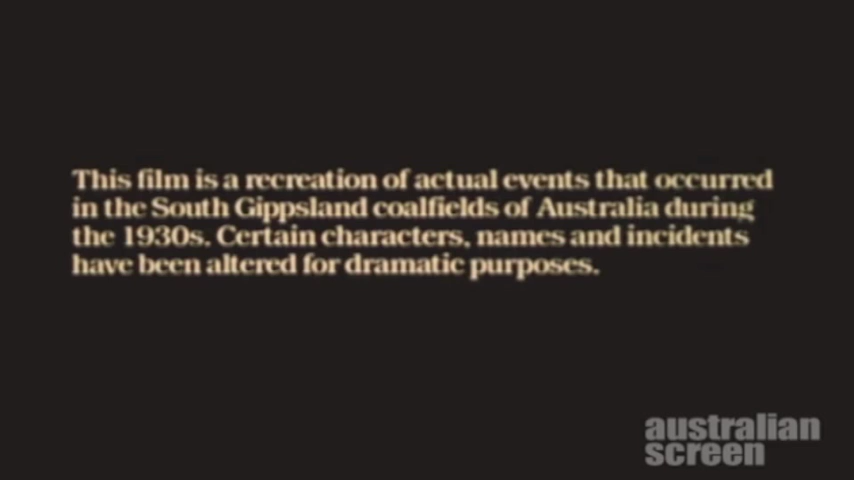 This film is a recreation of actual events that occurred
in the South Gippsland coalfields of Australia during
the 1930s. Certain characters, names and incidents
have been altered for dramatic purposes.
australian
screen